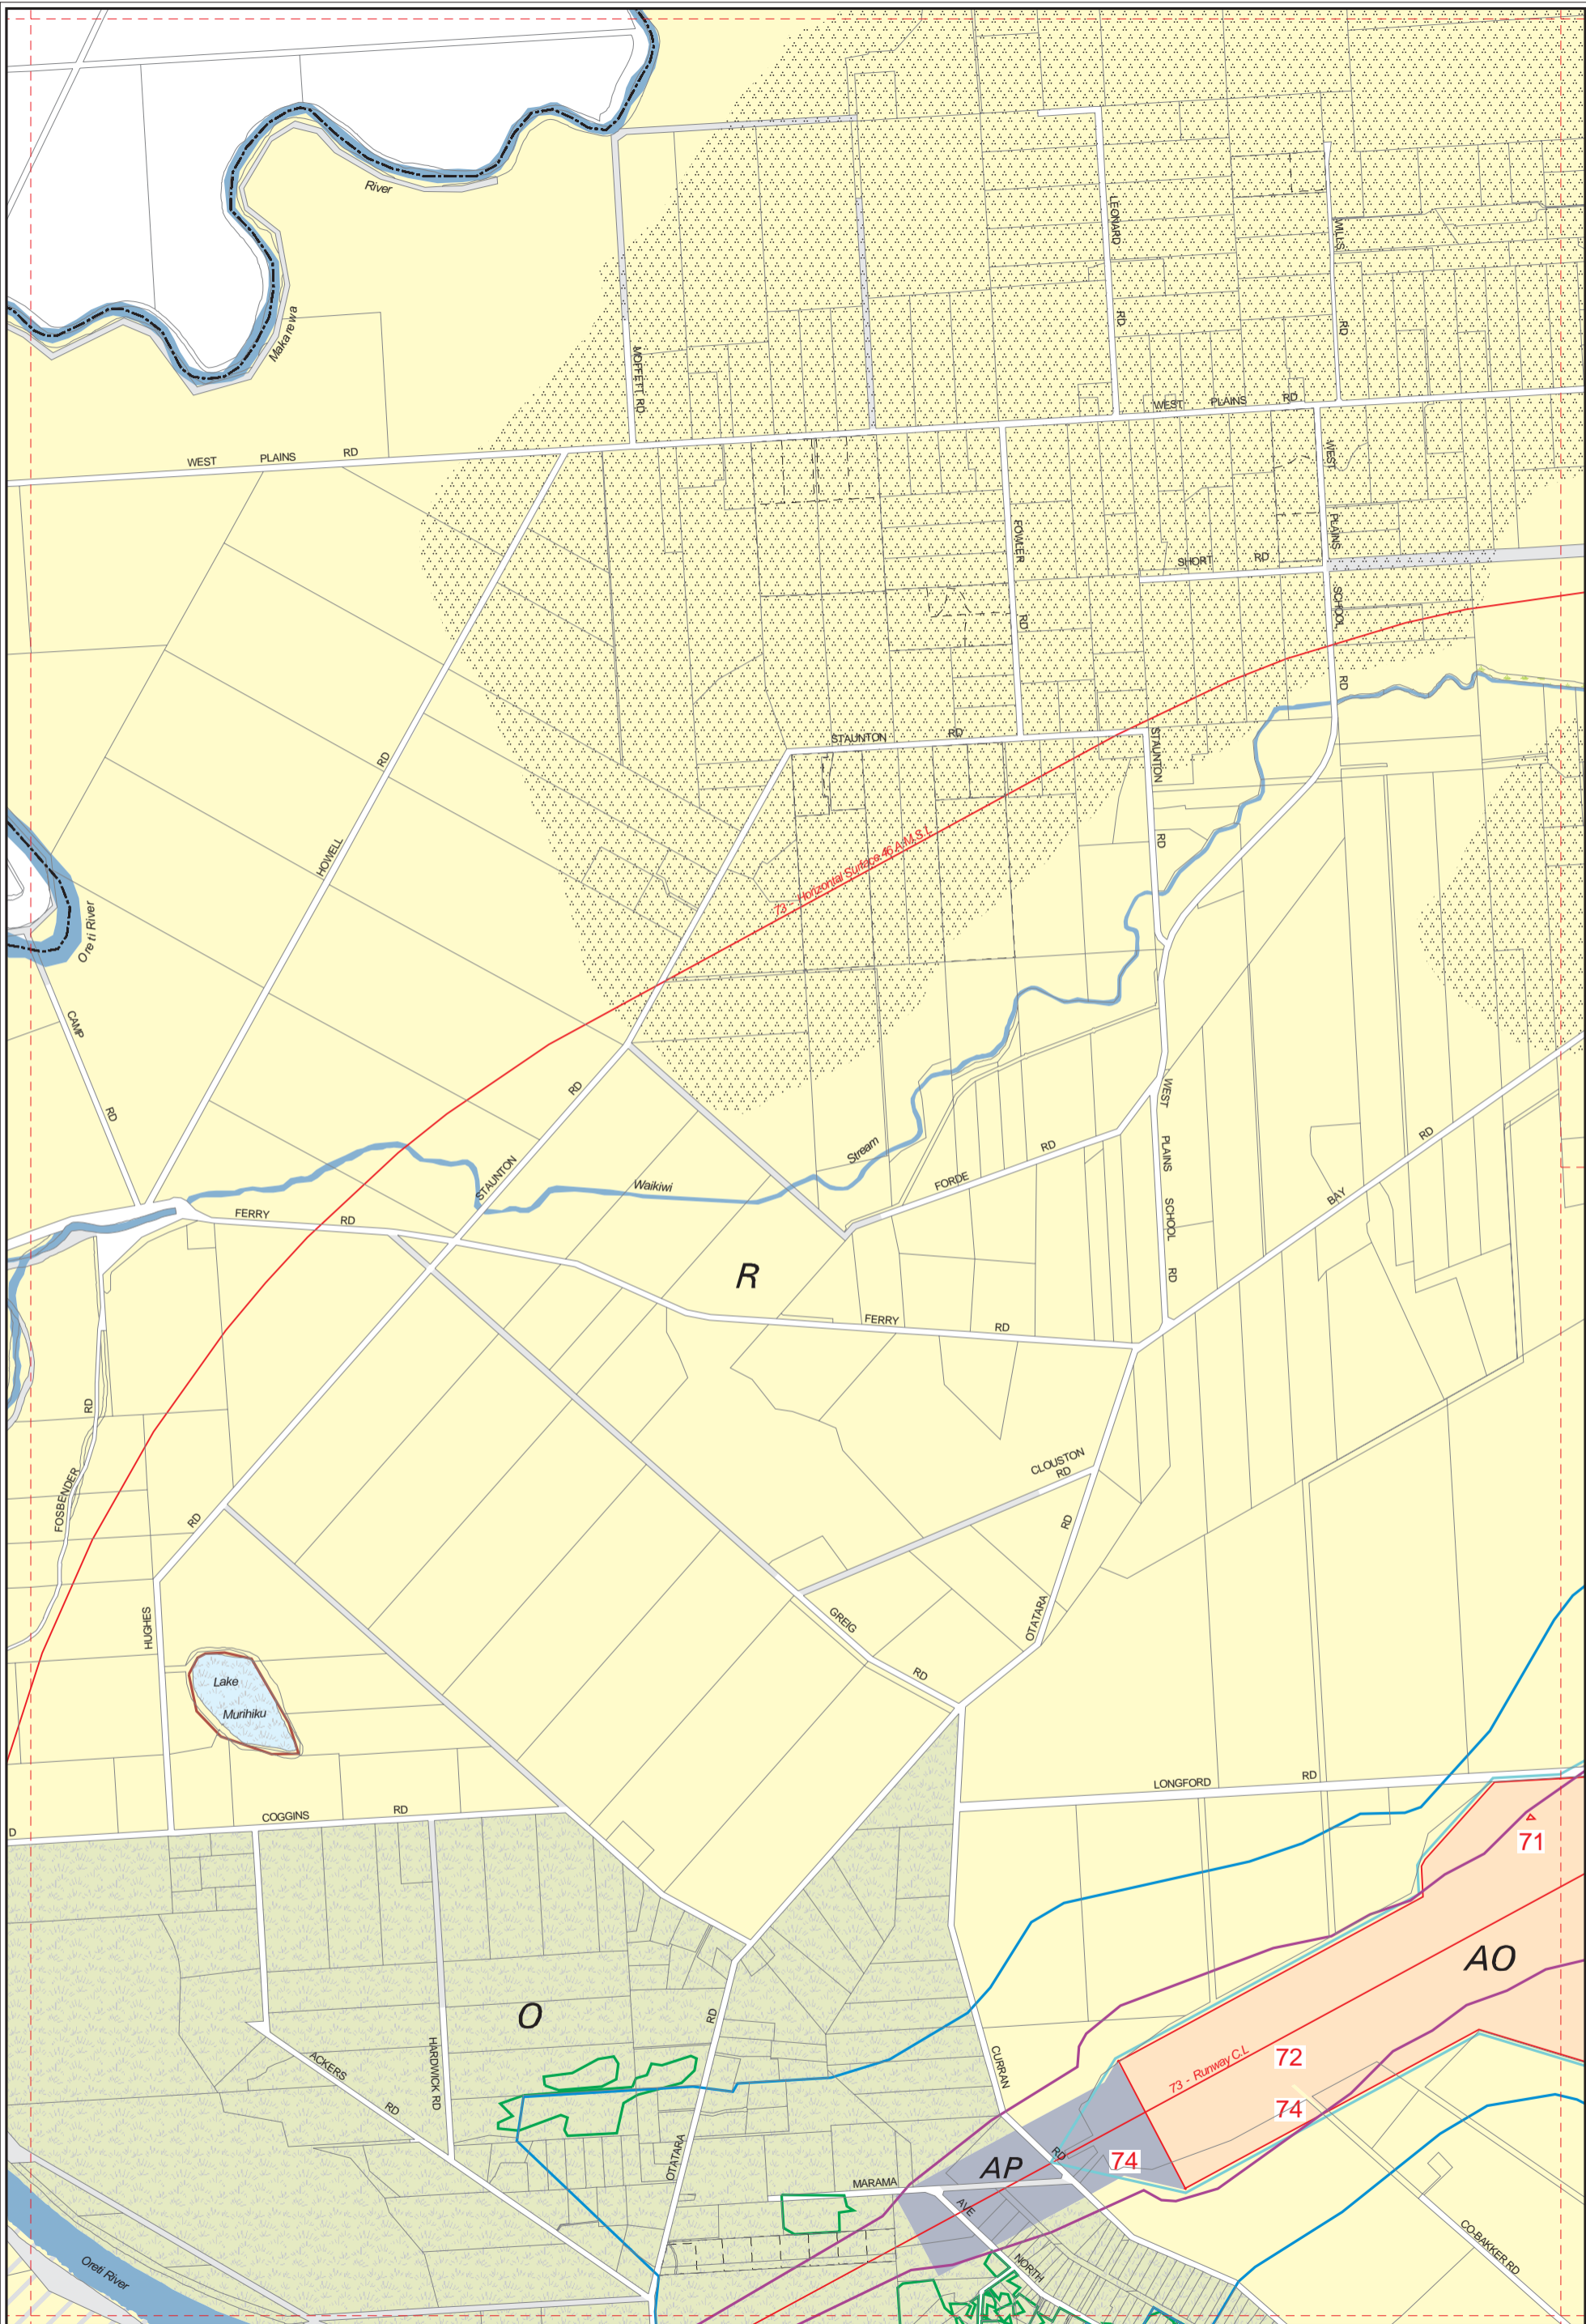 River
Makarewa
LEONARD
RD
MILLS
RD
MOFFETT RD
WEST PLAINS RD
WEST PLAINS RD
WEST PLAINS SCHOOL RD
FOWLER RD
SHORT RD
STAUNTON RD
STAUNTON RD
HOWELL RD
73 - Horizontal Surface 46 A.M.S.L
Oreti River
CAMP RD
STAUNTON RD
Waikiwi Stream
FORDE RD
WEST PLAINS SCHOOL RD
BAY RD
FERRY RD
R
FERRY RD
CLOUSTON RD
FOSBENDER RD
RD
HUGHES
GREIG RD
OTATARA RD
Lake
Murihiku
LONGFORD RD
COGGINS RD
D
71
AO
O
ACKERS RD
HARDWICK RD
OTATARA RD
CURRAN RD
73 - Runway C.L
72
74
74
AP
MARAMA AVE NORTH
CO-BAKKER RD
Oreti River